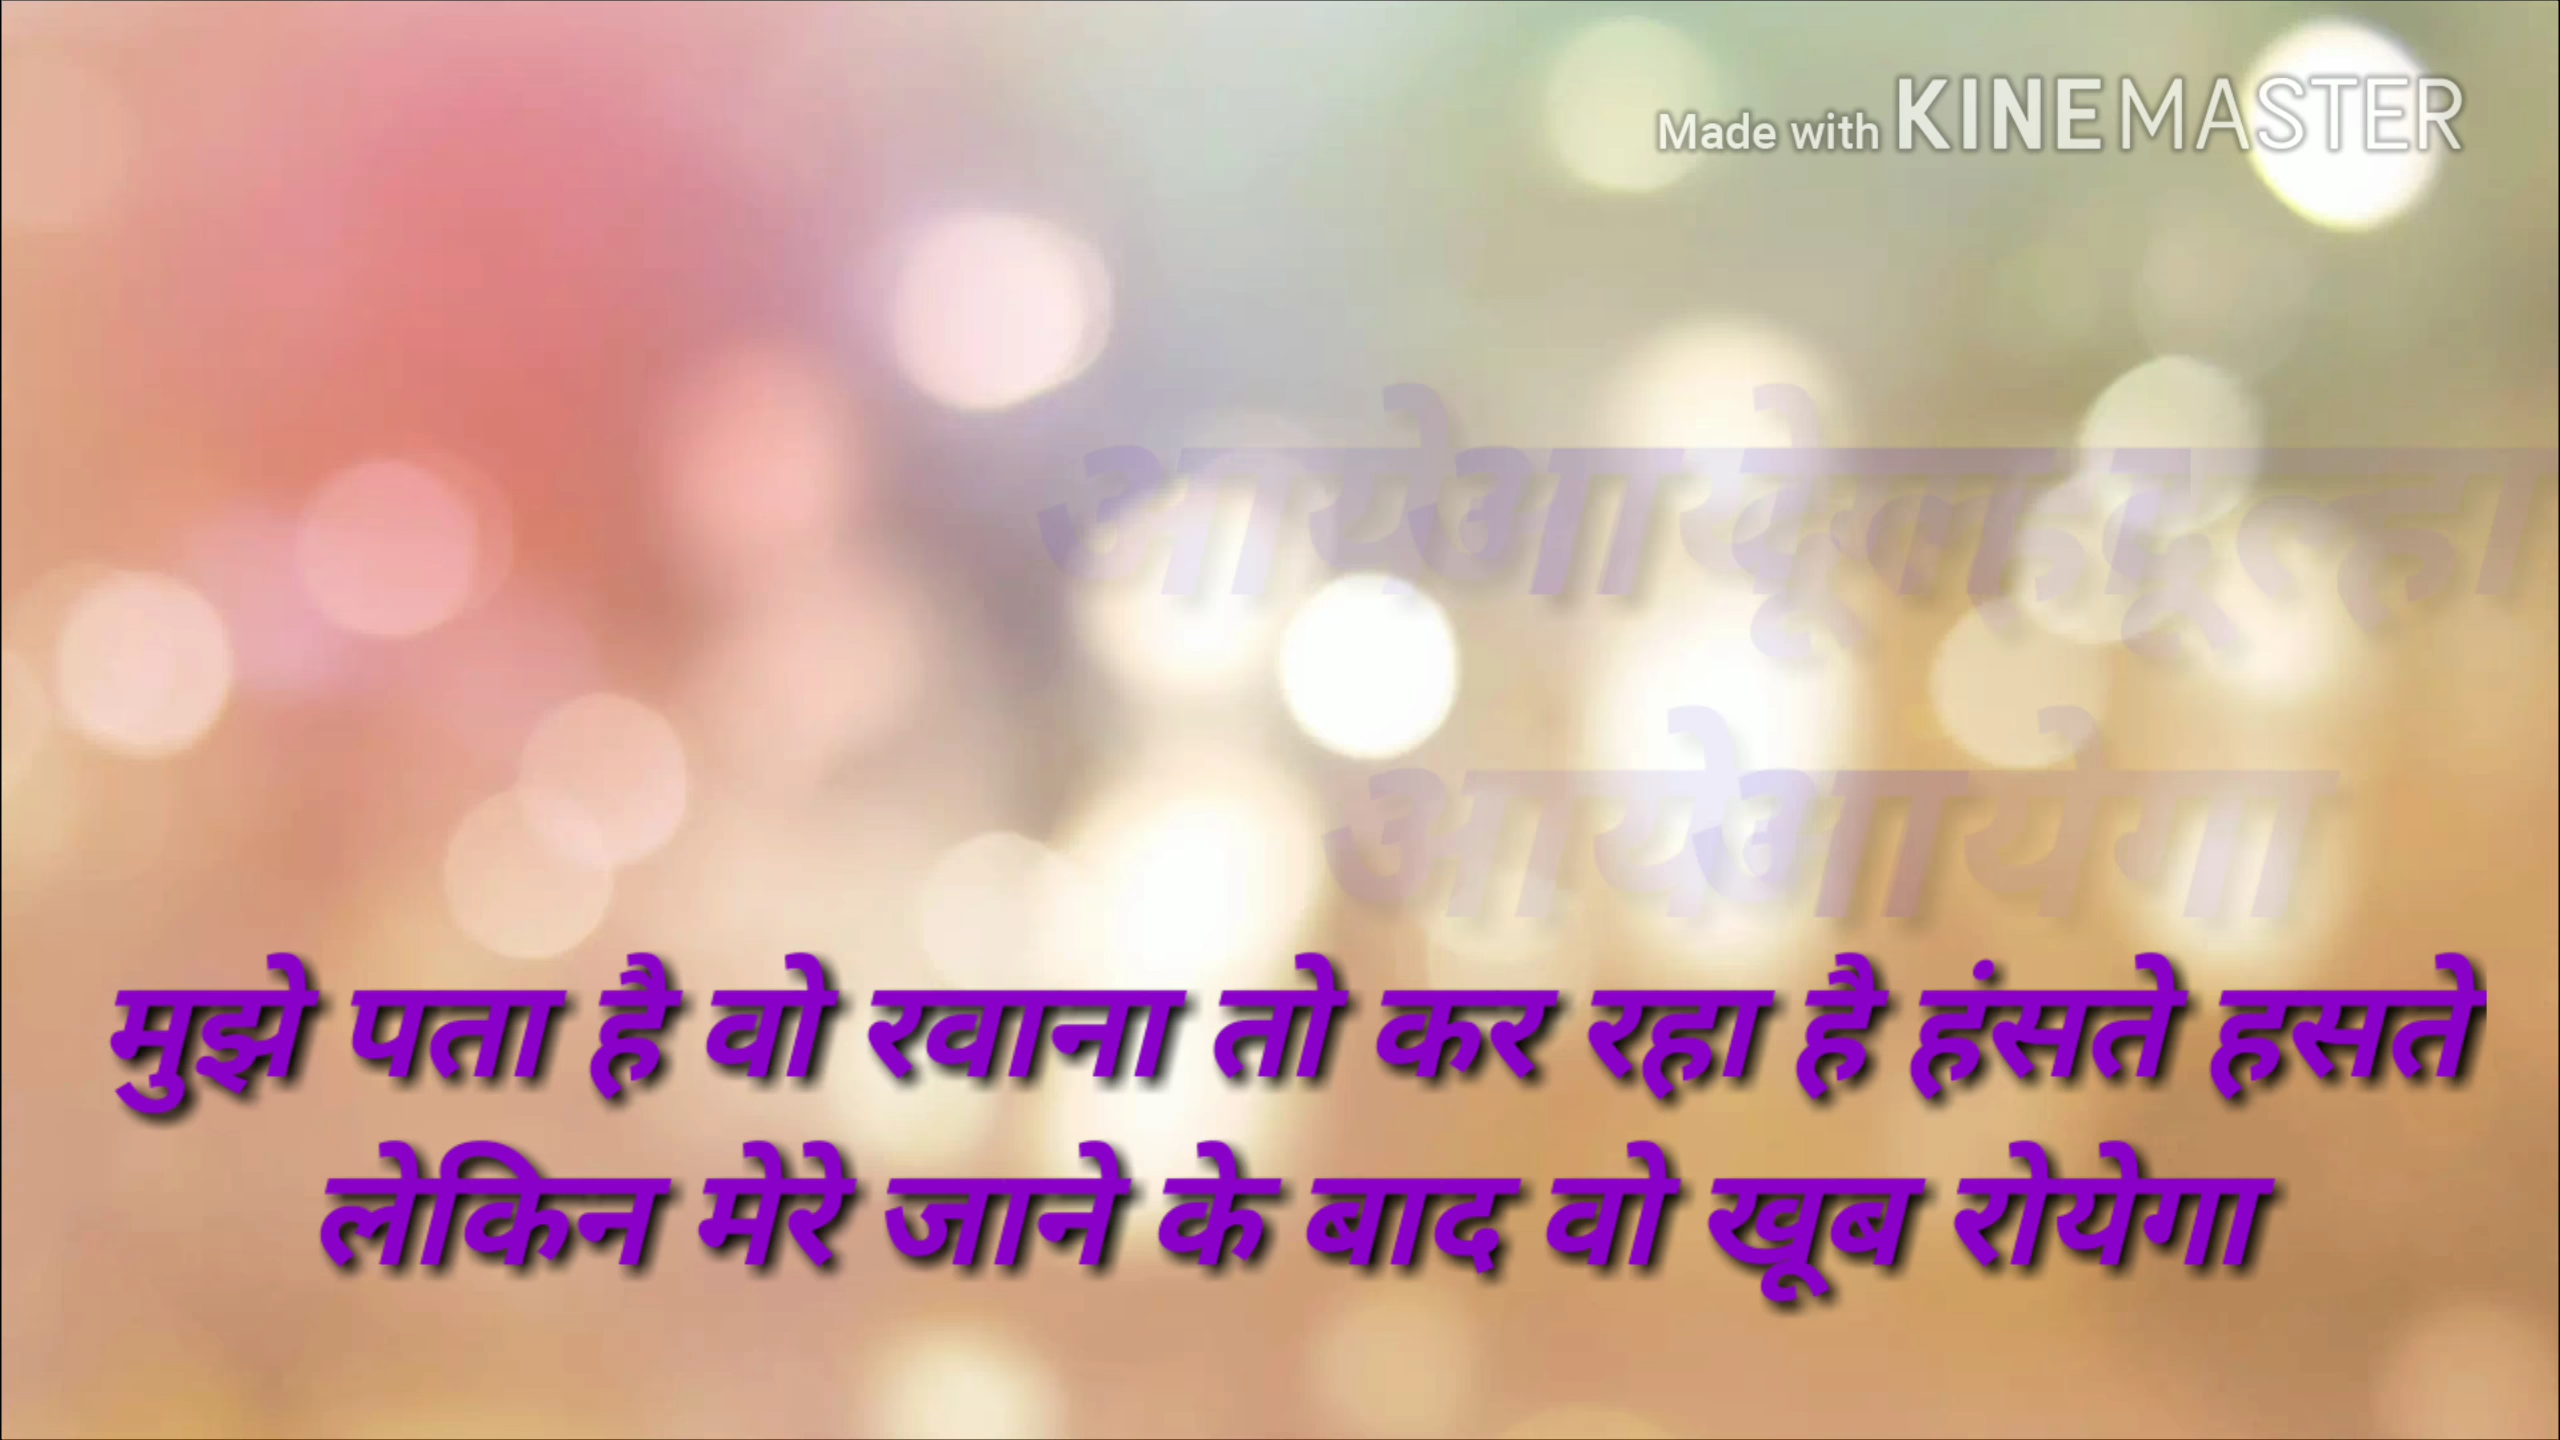 Made with KINEMASTER
मुझे पता है वो रवाना तो कर रहा है हंसते हसते
लेकिन मेरे जाने के बाद वो खूब रोयेगा